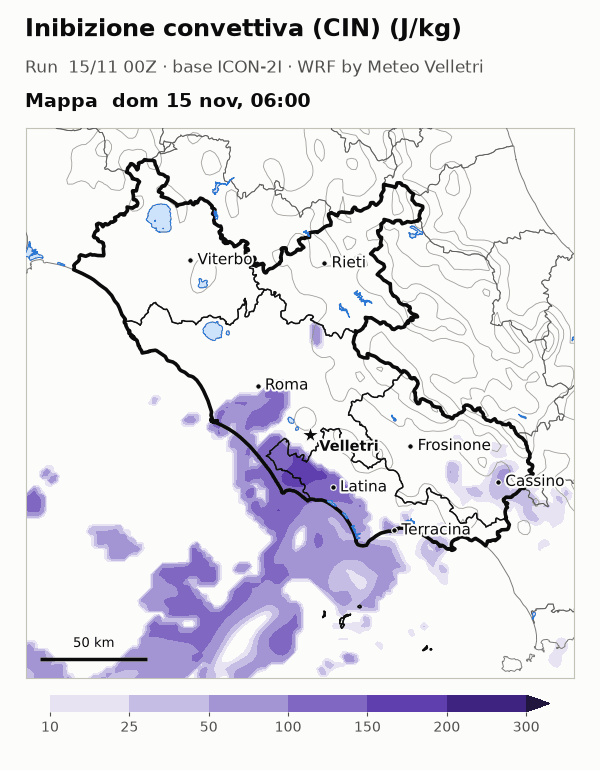 Inibizione convettiva (CIN) (J/kg)
Run 15/11 00Z · base ICON-2I · WRF by Meteo Velletri
Mappa dom 15 nov, 06:00
Viterbo
Rieti
Roma
Velletri
Frosinone
Cassino
Latina
Terracina
50 km
10 25 50 100 150 200 300